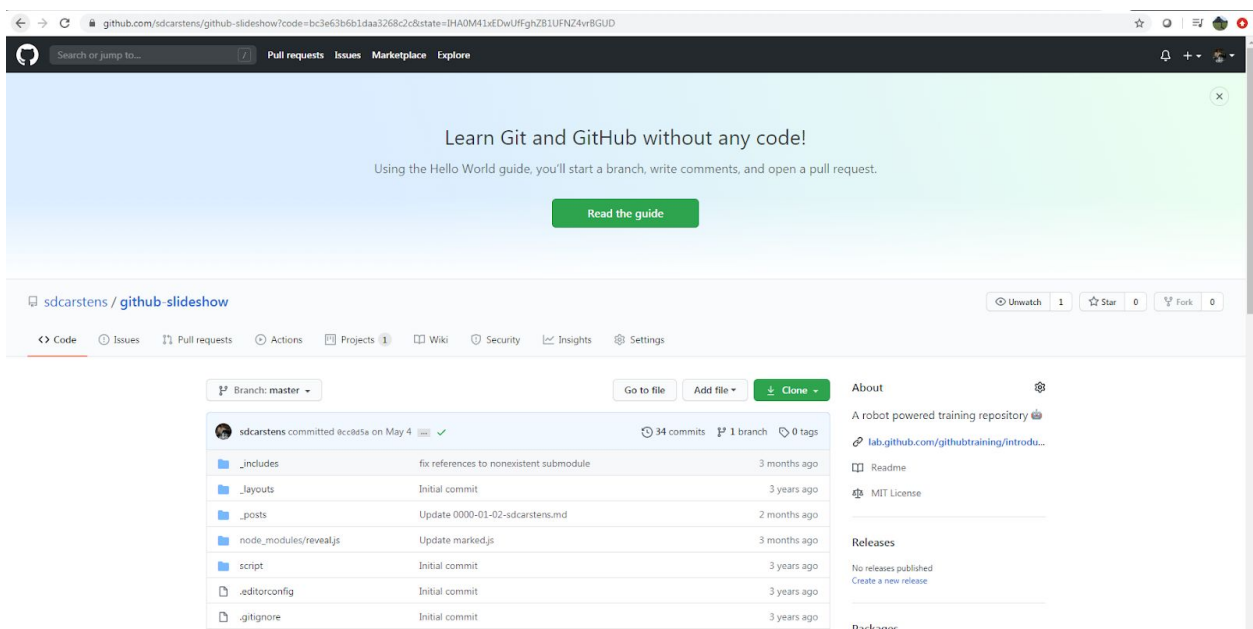 github.com/sdcarstens/github-slideshow?code=bc3e63b6b1daa3268c2c&state=IHA0M41xEDwUfFghZB1UFNZ4vrBGUD
Search or jump to... / Pull requests Issues Marketplace Explore
Learn Git and GitHub without any code!
Using the Hello World guide, you'll start a branch, write comments, and open a pull request.
Read the guide
sdcarstens / github-slideshow Unwatch 1 Star 0 Fork 0
Code Issues Pull requests Actions Projects 1 Wiki Security Insights Settings
Branch: master Go to file Add file Clone
sdcarstens committed 0cc0d5a on May 4 ... 34 commits 1 branch 0 tags
_includes fix references to nonexistent submodule 3 months ago
_layouts Initial commit 3 years ago
_posts Update 0000-01-02-sdcarstens.md 2 months ago
node_modules/reveal.js Update marked.js 3 months ago
script Initial commit 3 years ago
.editorconfig Initial commit 3 years ago
.gitignore Initial commit 3 years ago
About
A robot powered training repository
lab.github.com/githubtraining/introdu...
Readme
MIT License
Releases
No releases published
Create a new release
Packages